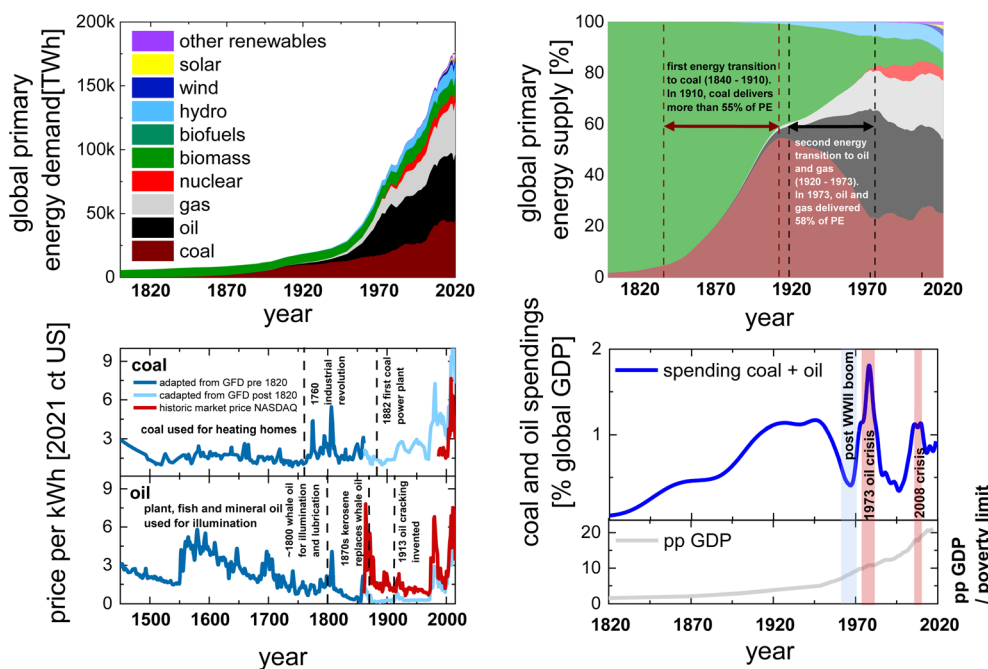 200k
150k
100k
50k
0
global primary
energy demand[TWh]
other renewables
solar
wind
hydro
biofuels
biomass
nuclear
gas
oil
coal
1820
1870
1920
1970
2020
year
100
80
60
40
20
0
global primary
energy supply [%]
first energy transition
to coal (1840 - 1910).
In 1910, coal delivers
more than 55% of PE
second energy
transition to oil
and gas
(1920 - 1973).
In 1973, oil and
gas delivered
58% of PE
1820
1870
1920
1970
2020
year
price per kWh [2021 ct US]
9
6
3
0
coal
adapted from GFD pre 1820
cadapted from GFD post 1820
historic market price NASDAQ
coal used for heating homes
1760
industrial
revolution
1882 first coal
power plant
9
6
3
0
oil
plant, fish and mineral oil
used for illumination
~1800 whale oil
for illumination
and lubrication
1870s kerosene
replaces whale oil
1913 oil cracking
invented
1500
1600
1700
1800
1900
2000
year
coal and oil spendings
[% global GDP]
2
1
0
spending coal + oil
post WWII boom
1973 oil crisis
2008 crisis
20
10
0
pp GDP
pp GDP
/ poverty limit
1820
1870
1920
1970
2020
year